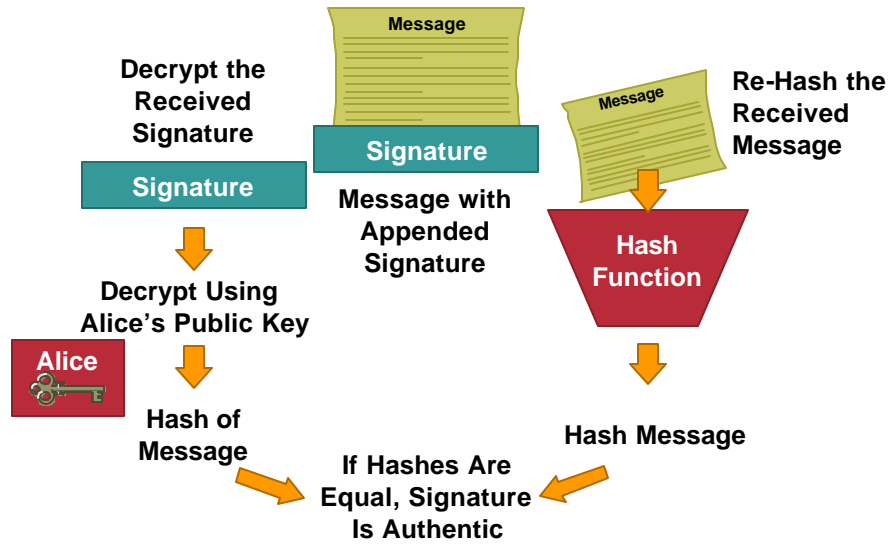 Message
Signature
Message with
Appended
Signature
Decrypt the
Received
Signature
Signature
Decrypt Using
Alice's Public Key
Alice
Hash of
Message
Re-Hash the
Received
Message
Message
Hash
Function
Hash Message
If Hashes Are
Equal, Signature
Is Authentic